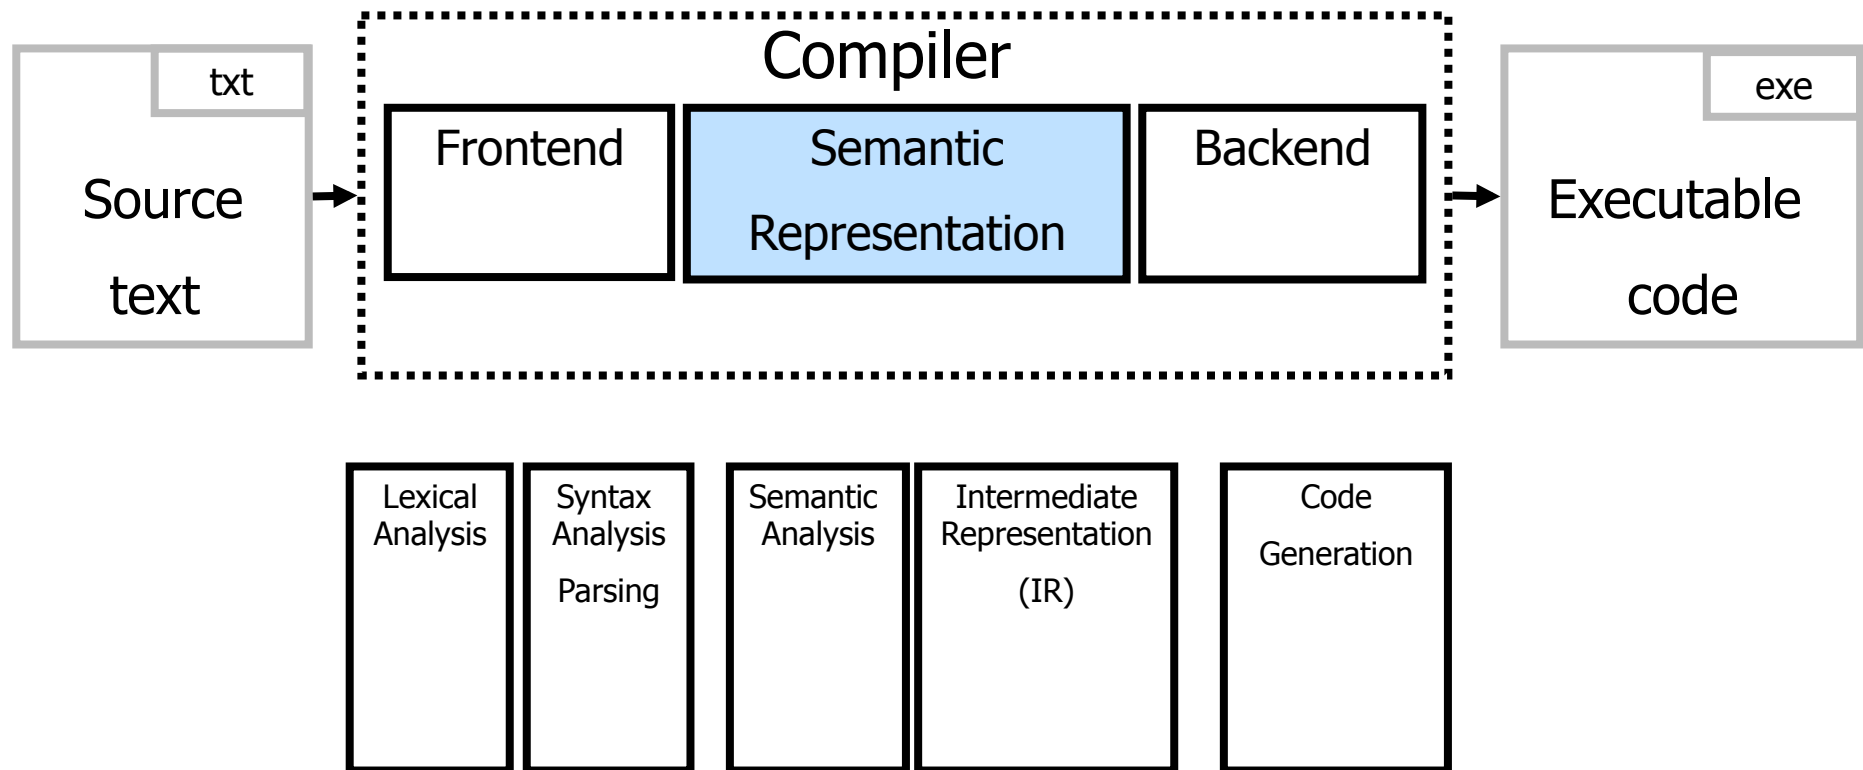 Compiler
txt
Source
text
Frontend
Semantic
Representation
Backend
exe
Executable
code
Lexical
Analysis
Syntax
Analysis
Parsing
Semantic
Analysis
Intermediate
Representation
(IR)
Code
Generation